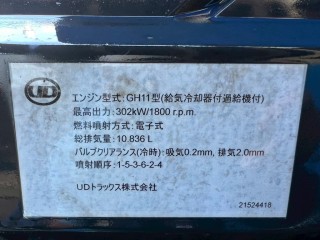 UD
エンジン型式:GH11型(給気冷却器付過給機付)
最高出力:302kW/1800 r.p.m.
燃料噴射方式:電子式
総排気量:10.836 L
バルブクリアランス(冷時):吸気0.2mm, 排気2.0mm
噴射順序:1-5-3-6-2-4
UDトラックス株式会社
21524418